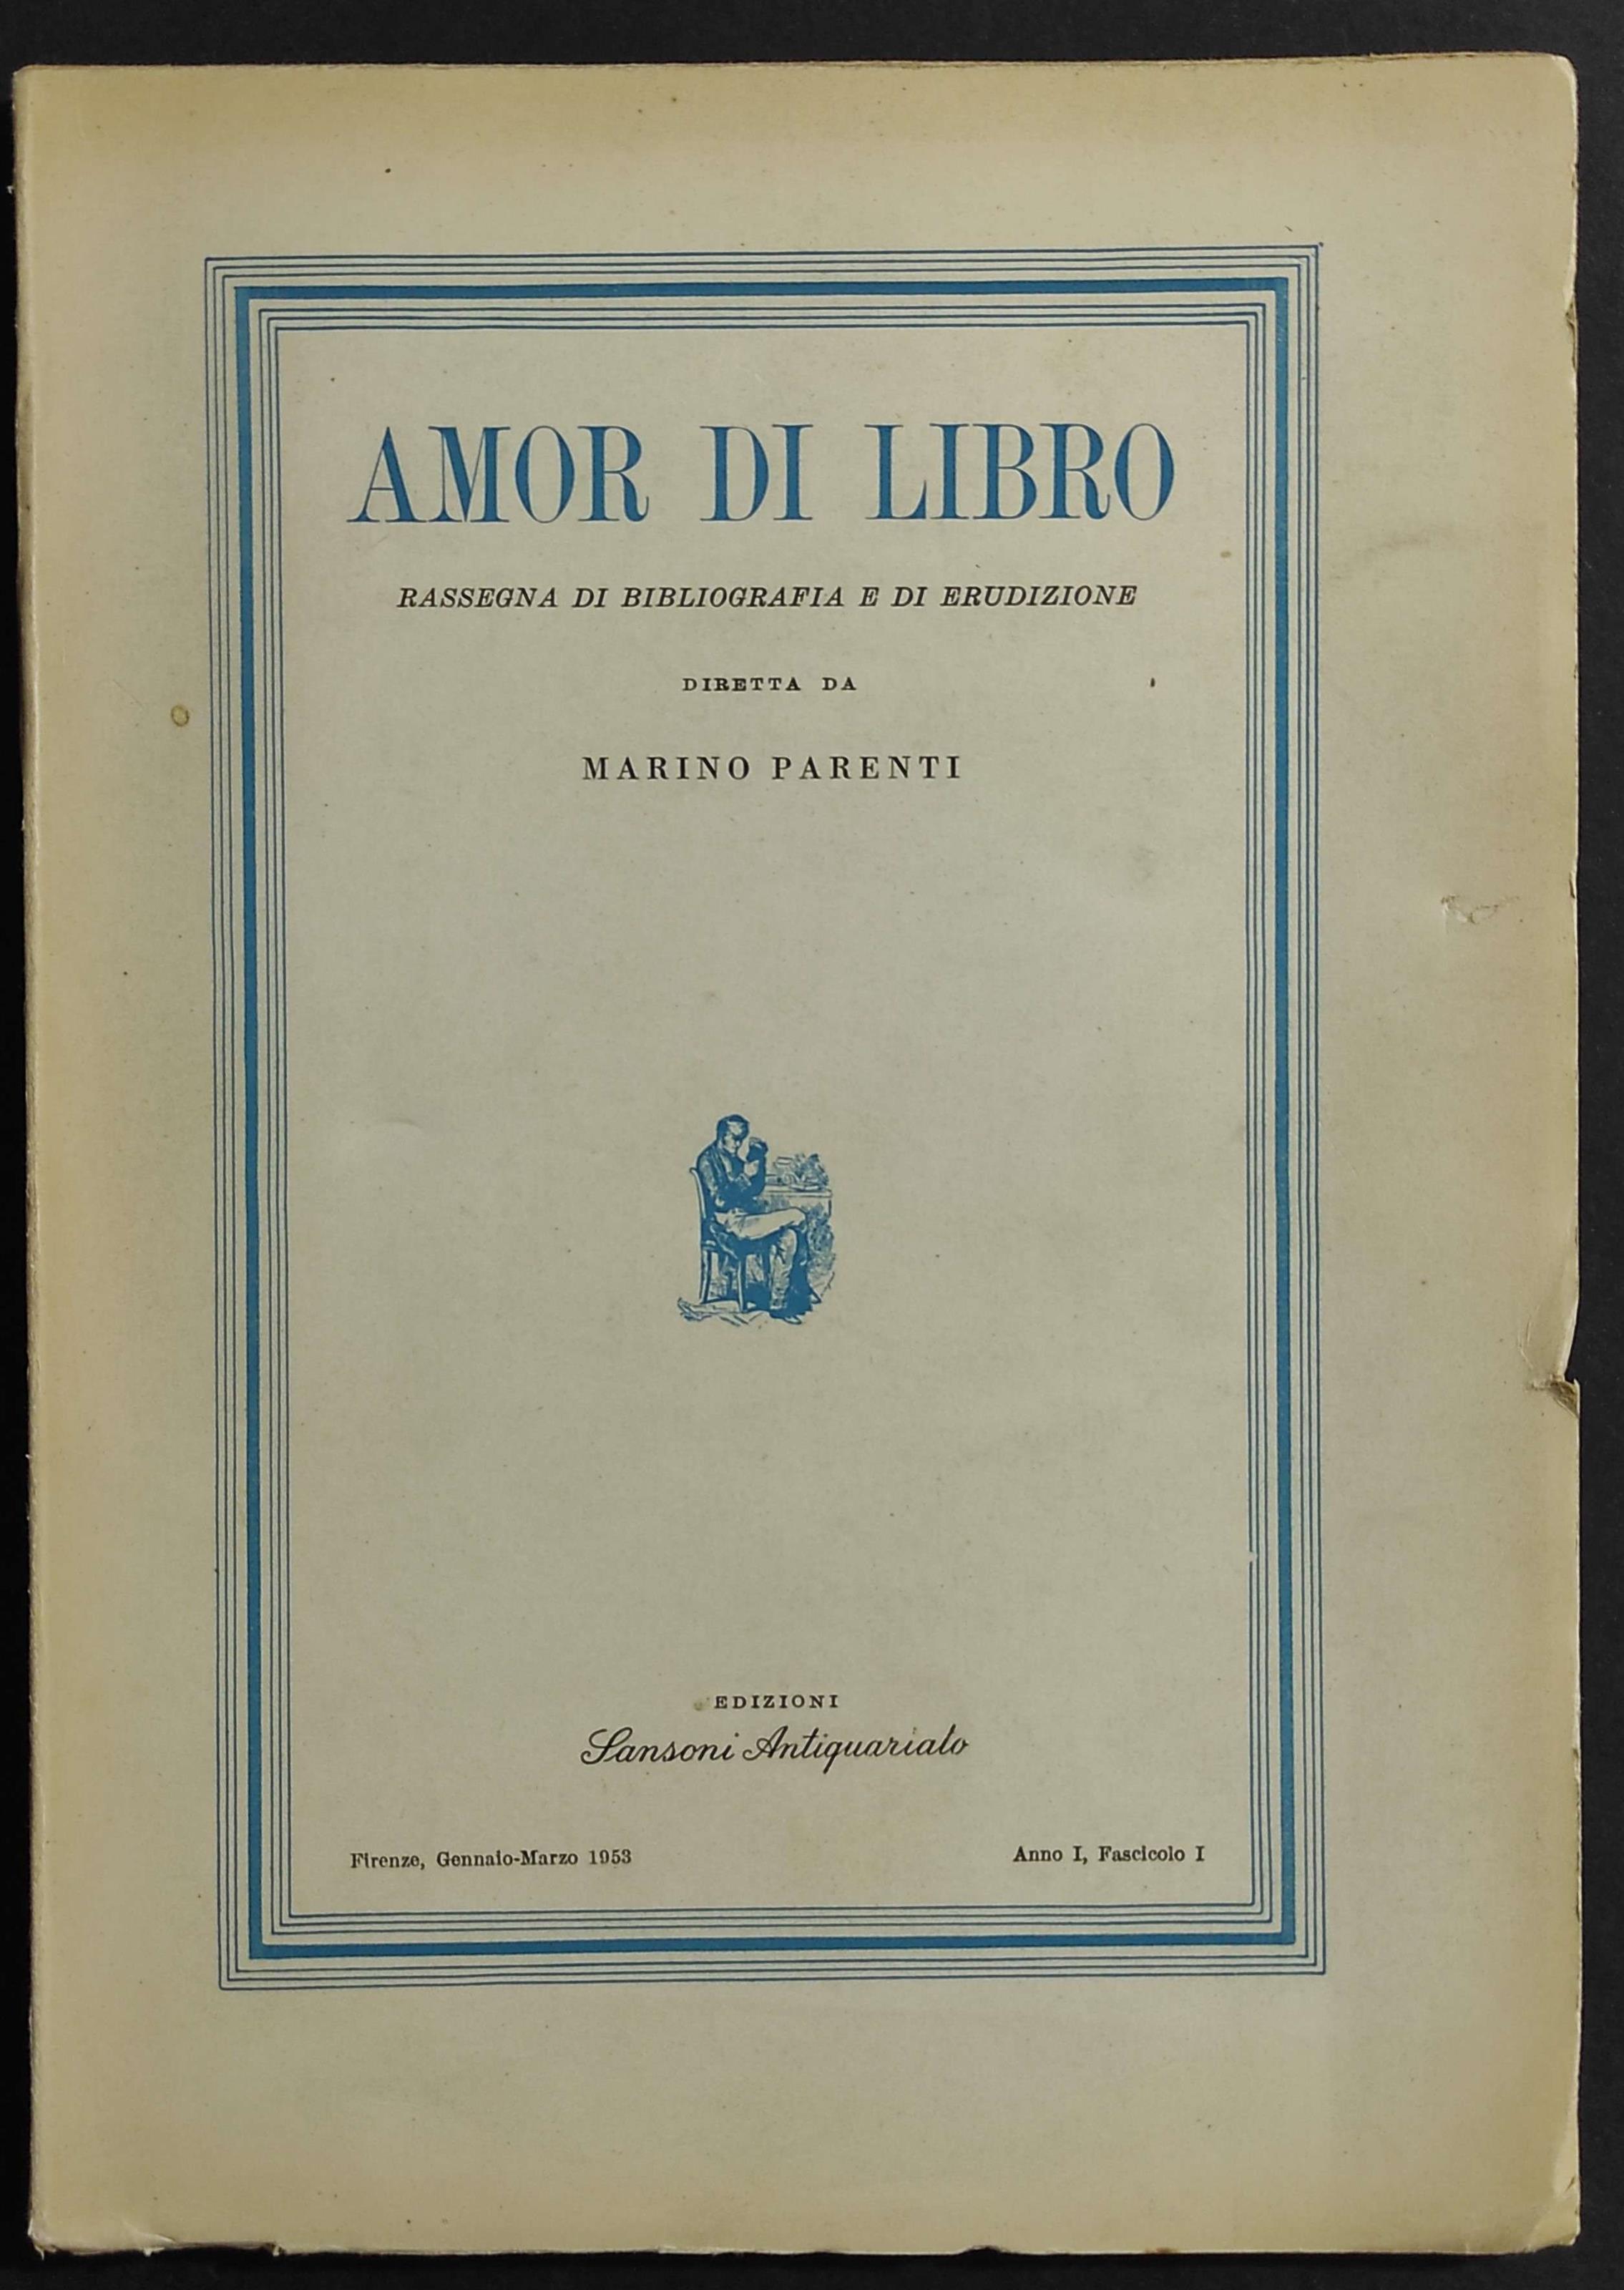 AMOR DI LIBRO
RASSEGNA DI BIBLIOGRAFIA E DI ERUDIZIONE
DIRETTA DA
MARINO PARENTI
EDIZIONI
Sansoni Antiquariato
Firenze, Gennaio-Marzo 1953
Anno I, Fascicolo I